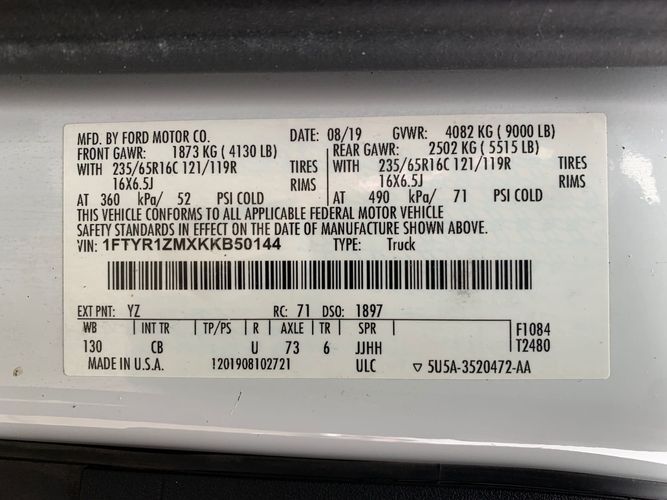 MFD. BY FORD MOTOR CO. DATE: 08/19 GVWR: 4082 KG ( 9000 LB)
FRONT GAWR: 1873 KG ( 4130 LB) REAR GAWR: 2502 KG ( 5515 LB)
WITH 235/65R16C 121/119R TIRES WITH 235/65R16C 121/119R TIRES
16X6.5J RIMS 16X6.5J RIMS
AT 360 kPa/ 52 PSI COLD AT 490 kPa/ 71 PSI COLD
THIS VEHICLE CONFORMS TO ALL APPLICABLE FEDERAL MOTOR VEHICLE
SAFETY STANDARDS IN EFFECT ON THE DATE OF MANUFACTURE SHOWN ABOVE.
VIN: 1FTYR1ZMXKKB50144 TYPE: Truck
EXT PNT: YZ RC: 71 DSO: 1897
WB INT TR TP/PS R AXLE TR SPR F1084
130 CB U 73 6 JJHH T2480
MADE IN U.S.A. 1201908102721 ULC ▽ 5U5A-3520472-AA